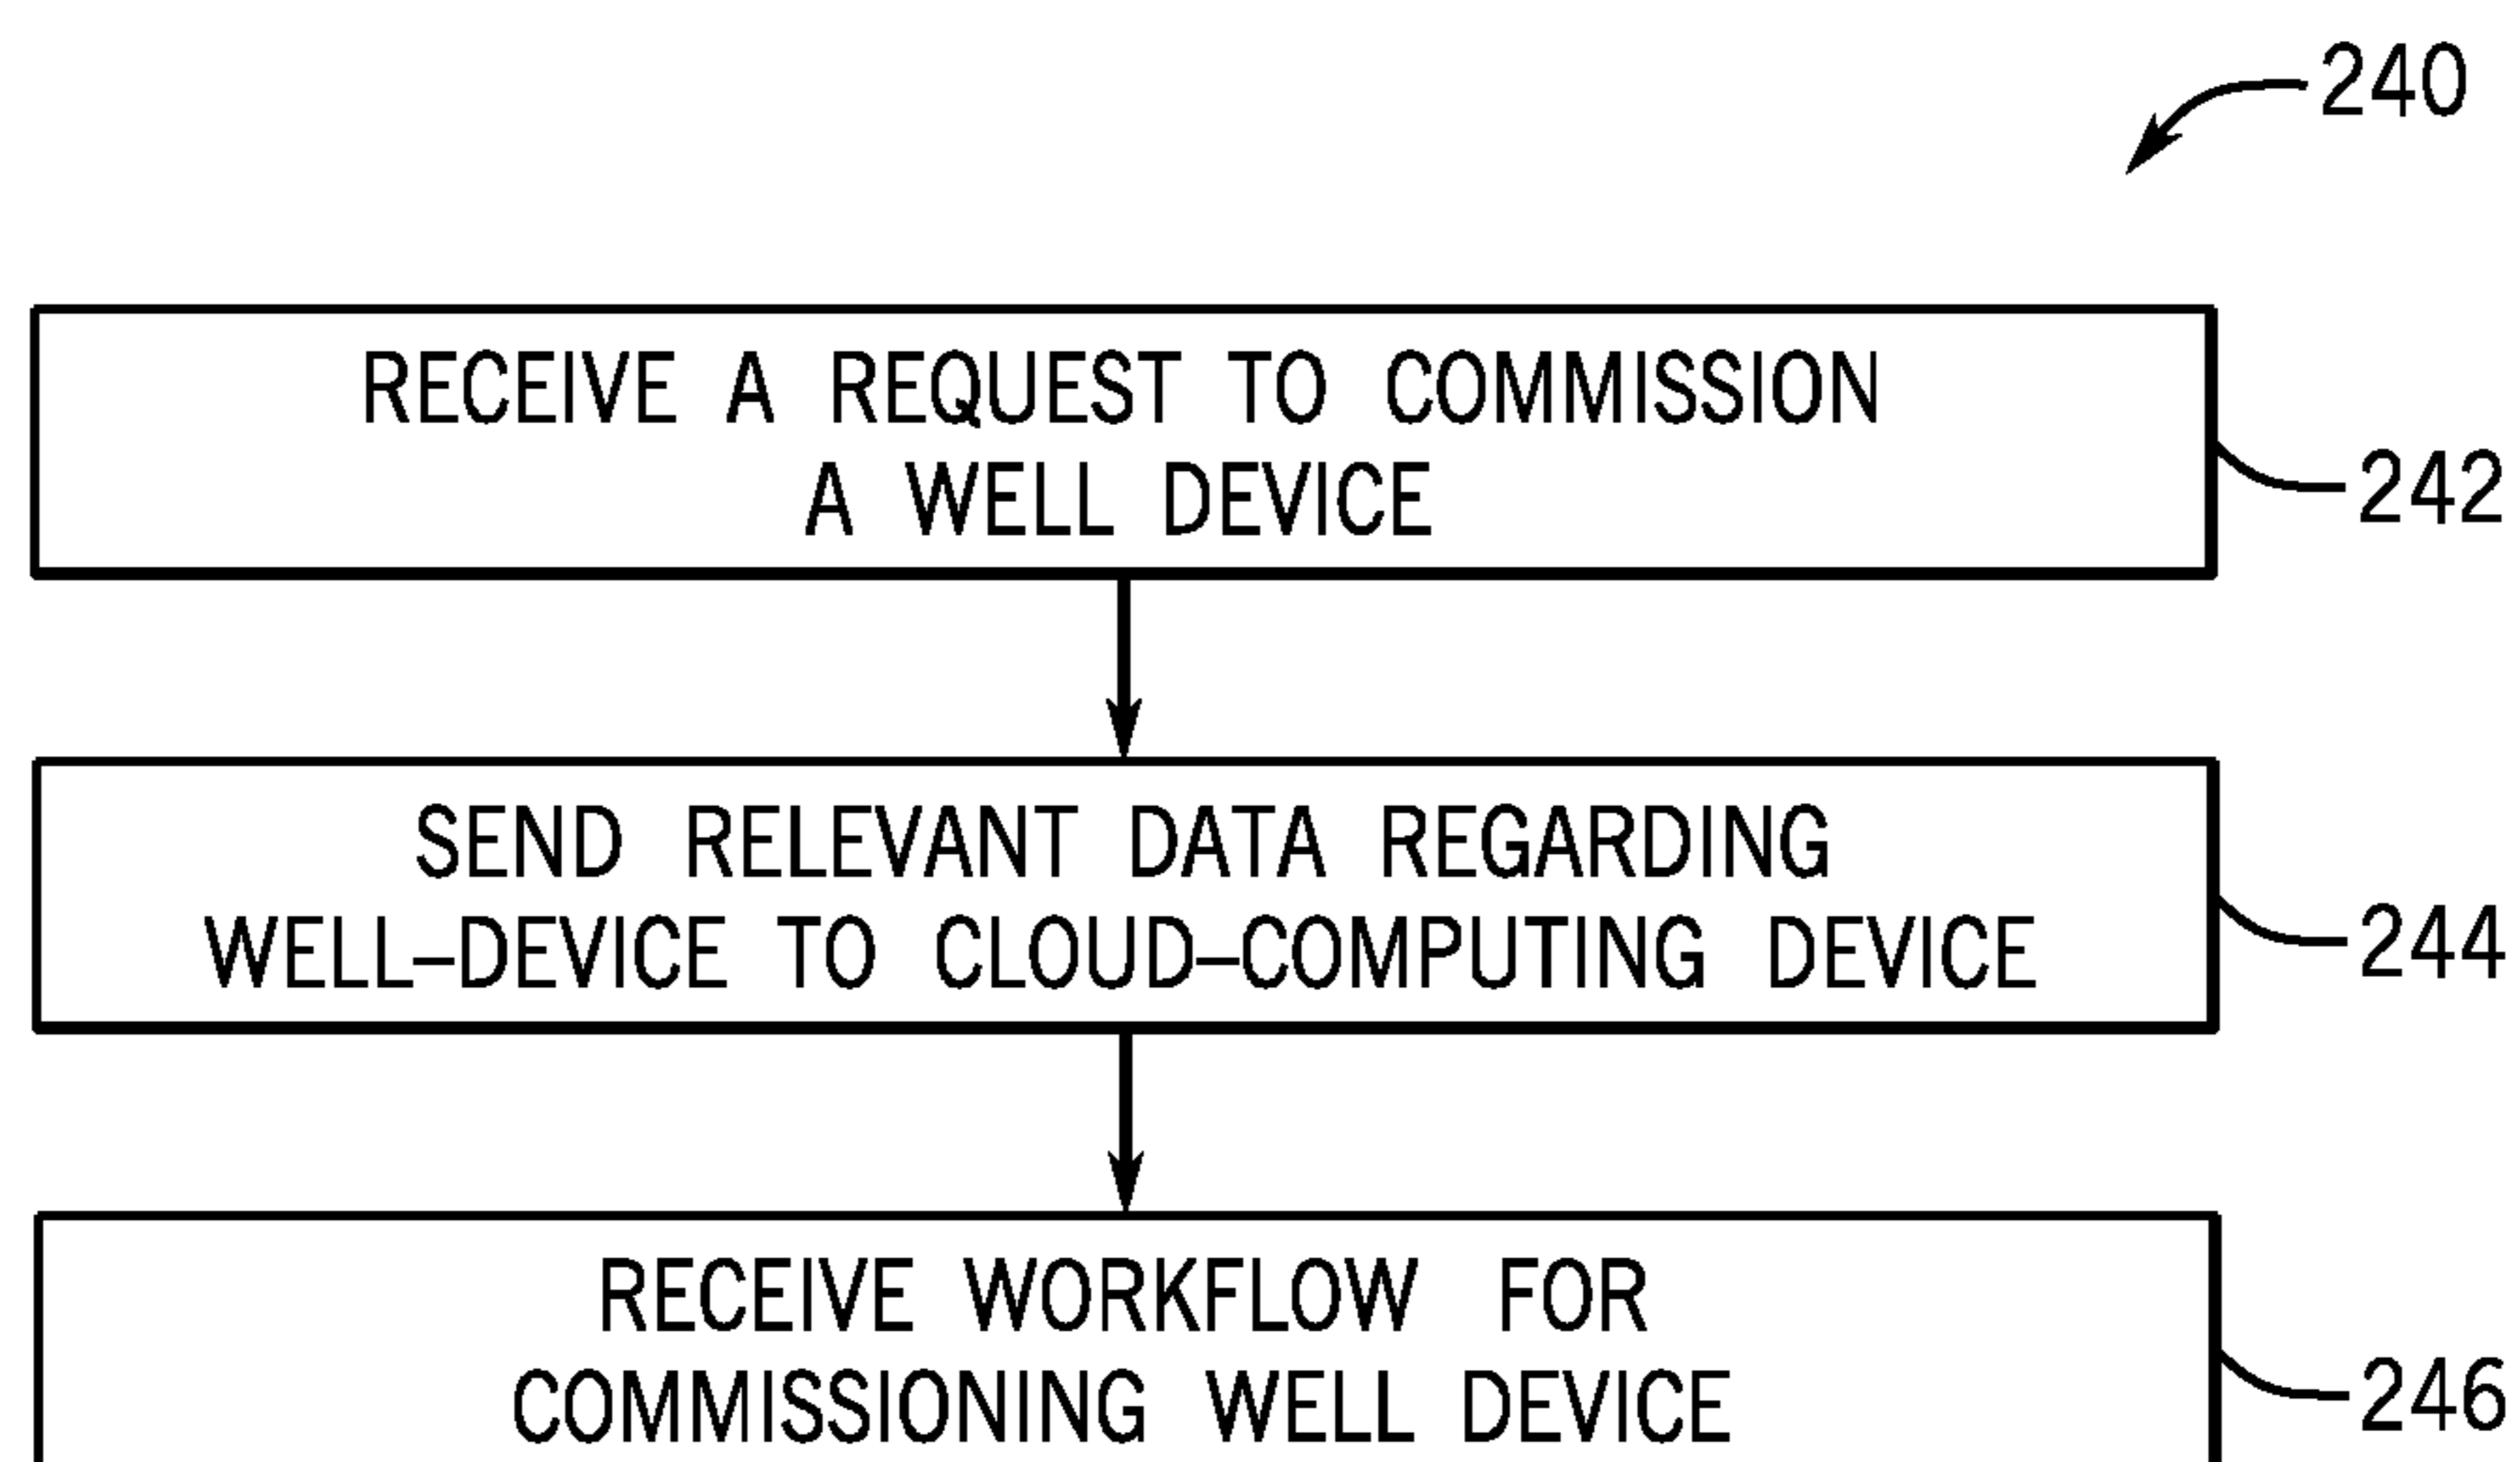 240
RECEIVE A REQUEST TO COMMISSION
A WELL DEVICE
242
SEND RELEVANT DATA REGARDING
WELL–DEVICE TO CLOUD–COMPUTING DEVICE
244
RECEIVE WORKFLOW FOR
COMMISSIONING WELL DEVICE
246